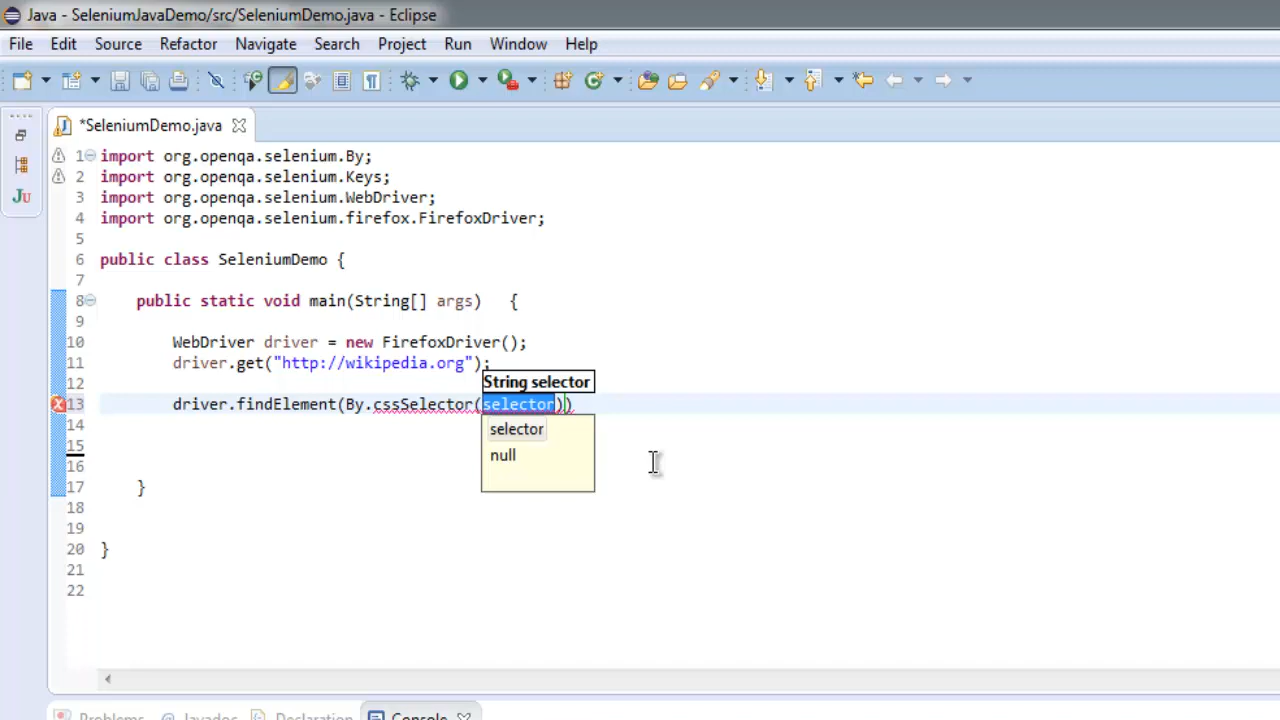 Java - SeleniumJavaDemo/src/SeleniumDemo.java - Eclipse
File Edit Source Refactor Navigate Search Project Run Window Help
*SeleniumDemo.java
1 import org.openqa.selenium.By;
2 import org.openqa.selenium.Keys;
3 import org.openqa.selenium.WebDriver;
4 import org.openqa.selenium.firefox.FirefoxDriver;
5
6 public class SeleniumDemo {
7
8 public static void main(String[] args) {
9
10 WebDriver driver = new FirefoxDriver();
11 driver.get("http://wikipedia.org");
12
String selector
13 driver.findElement(By.cssSelector(selector))
14
selector
15
null
16
17 }
18
19
20 }
21
22
Problems @ Javadoc Declaration Console